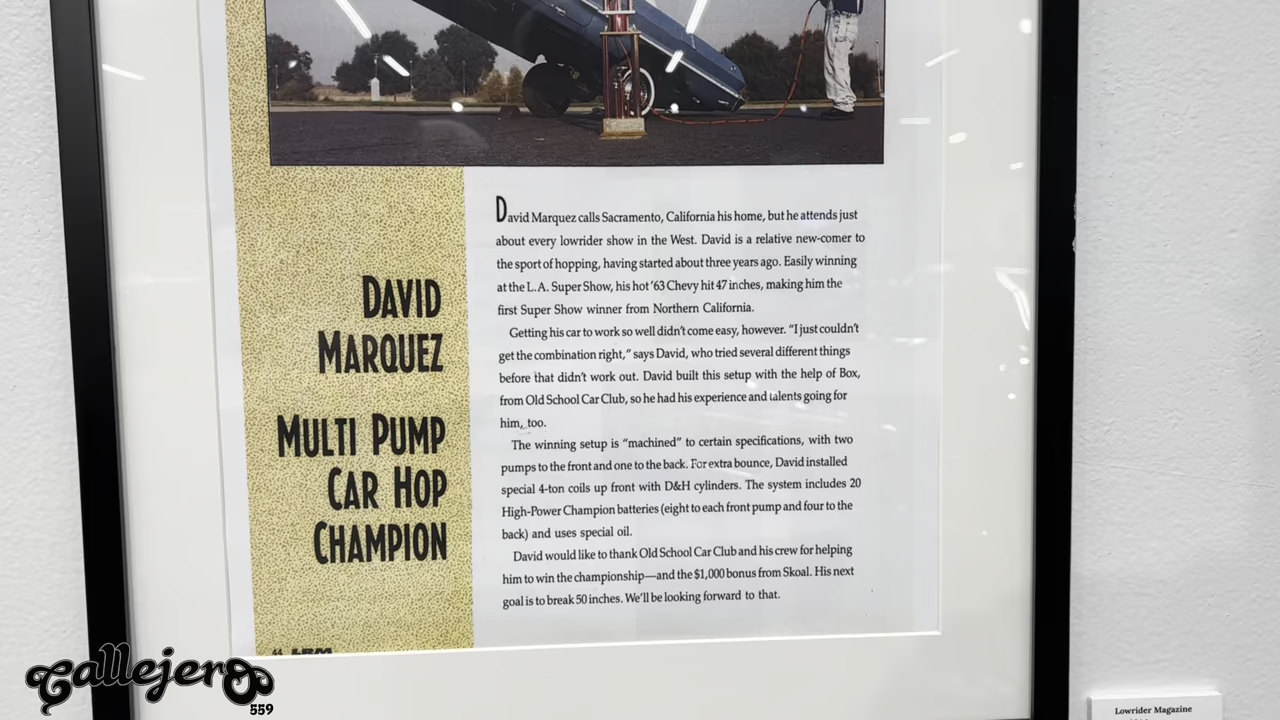 David Marquez calls Sacramento, California his home, but he attends just
about every lowrider show in the West. David is a relative new-comer to
the sport of hopping, having started about three years ago. Easily winning
at the L.A. Super Show, his hot '63 Chevy hit 47 inches, making him the
first Super Show winner from Northern California.
Getting his car to work so well didn't come easy, however. "I just couldn't
get the combination right," says David, who tried several different things
before that didn't work out. David built this setup with the help of Box,
from Old School Car Club, so he had his experience and talents going for
him, too.
The winning setup is "machined" to certain specifications, with two
pumps to the front and one to the back. For extra bounce, David installed
special 4-ton coils up front with D&H cylinders. The system includes 20
High-Power Champion batteries (eight to each front pump and four to the
back) and uses special oil.
David would like to thank Old School Car Club and his crew for helping
him to win the championship—and the $1,000 bonus from Skoal. His next
goal is to break 50 inches. We'll be looking forward to that.
DAVID
MARQUEZ
MULTI PUMP
CAR HOP
CHAMPION
LRM
Callejero
559
Lowrider Magazine